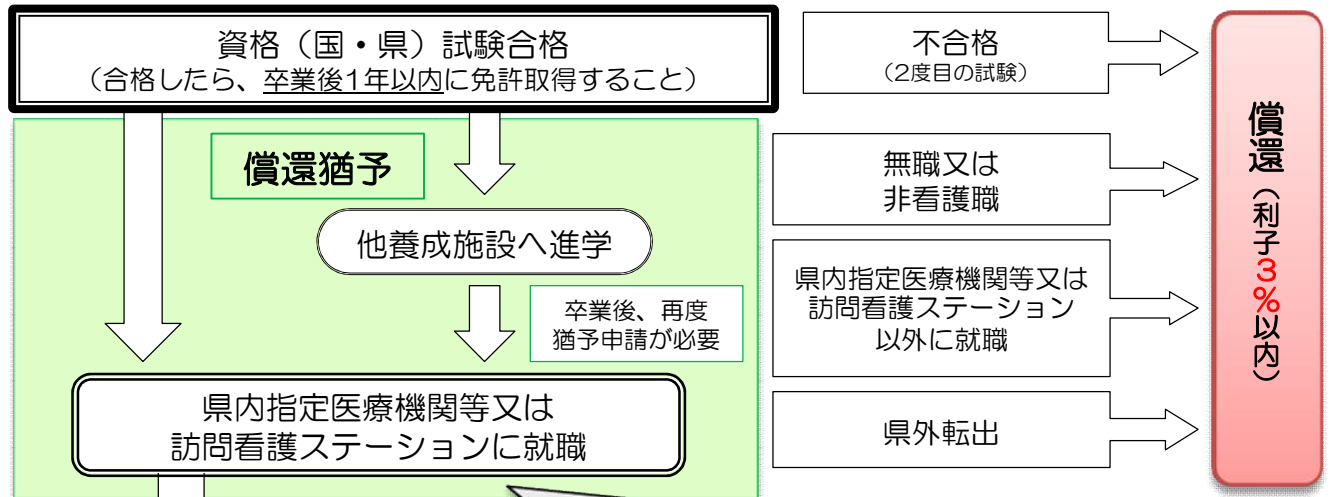 資格（国・県）試験合格
（合格したら、卒業後1年以内に免許取得すること）
不合格
（2度目の試験）
償還猶予
無職又は
非看護職
他養成施設へ進学
県内指定医療機関等又は
訪問看護ステーション
以外に就職
卒業後、再度
猶予申請が必要
県内指定医療機関等又は
訪問看護ステーションに就職
県外転出
償還（利子３％以内）